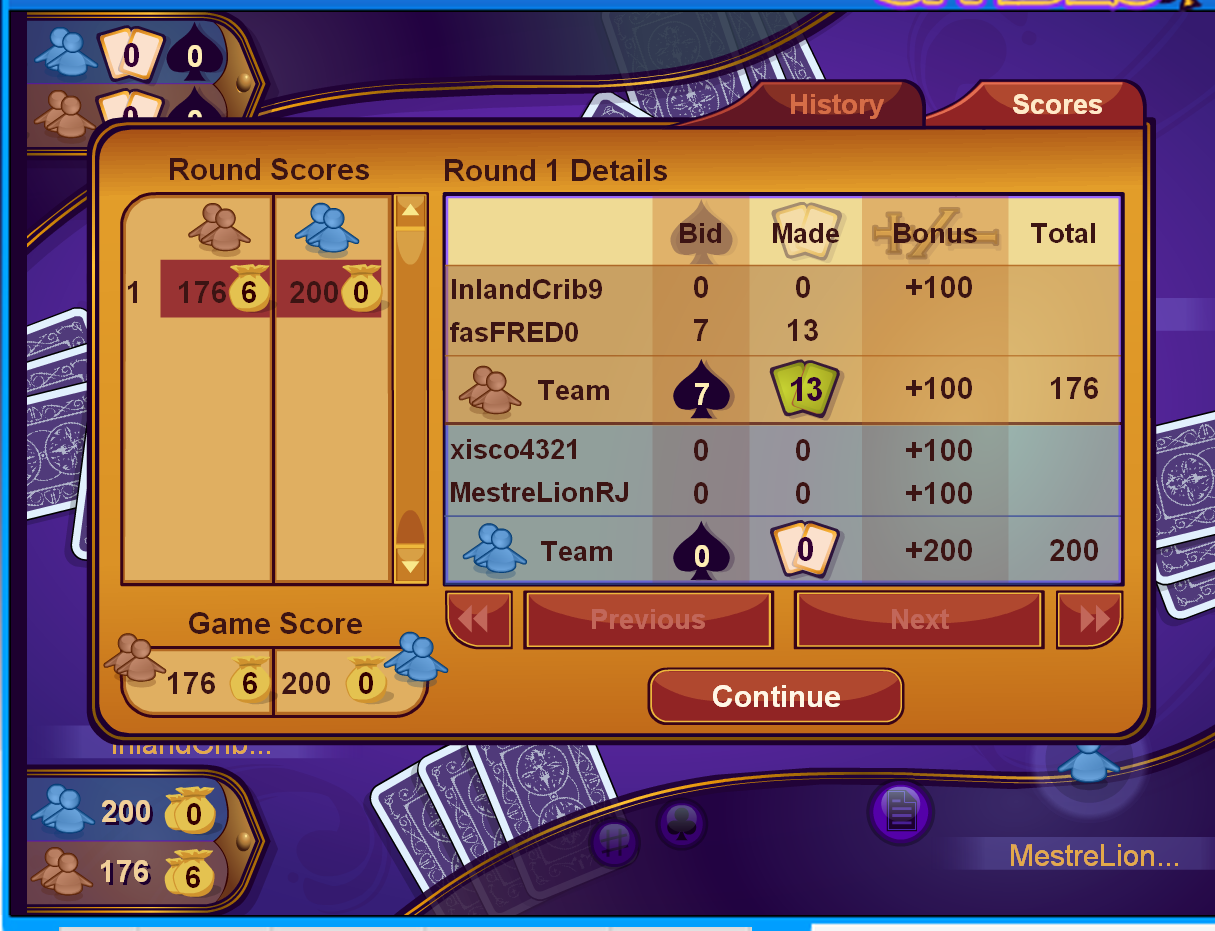 0 0
0 0
History Scores
Round Scores Round 1 Details
Bid Made Bonus Total
1 176 6 200 0
InlandCrib9 0 0 +100
fasFRED0 7 13
Team 7 13 +100 176
xisco4321 0 0 +100
MestreLionRJ 0 0 +100
Team 0 0 +200 200
Previous Next
Game Score
176 6 200 0
Continue
InlandCrib...
200 0
176 6
MestreLion...